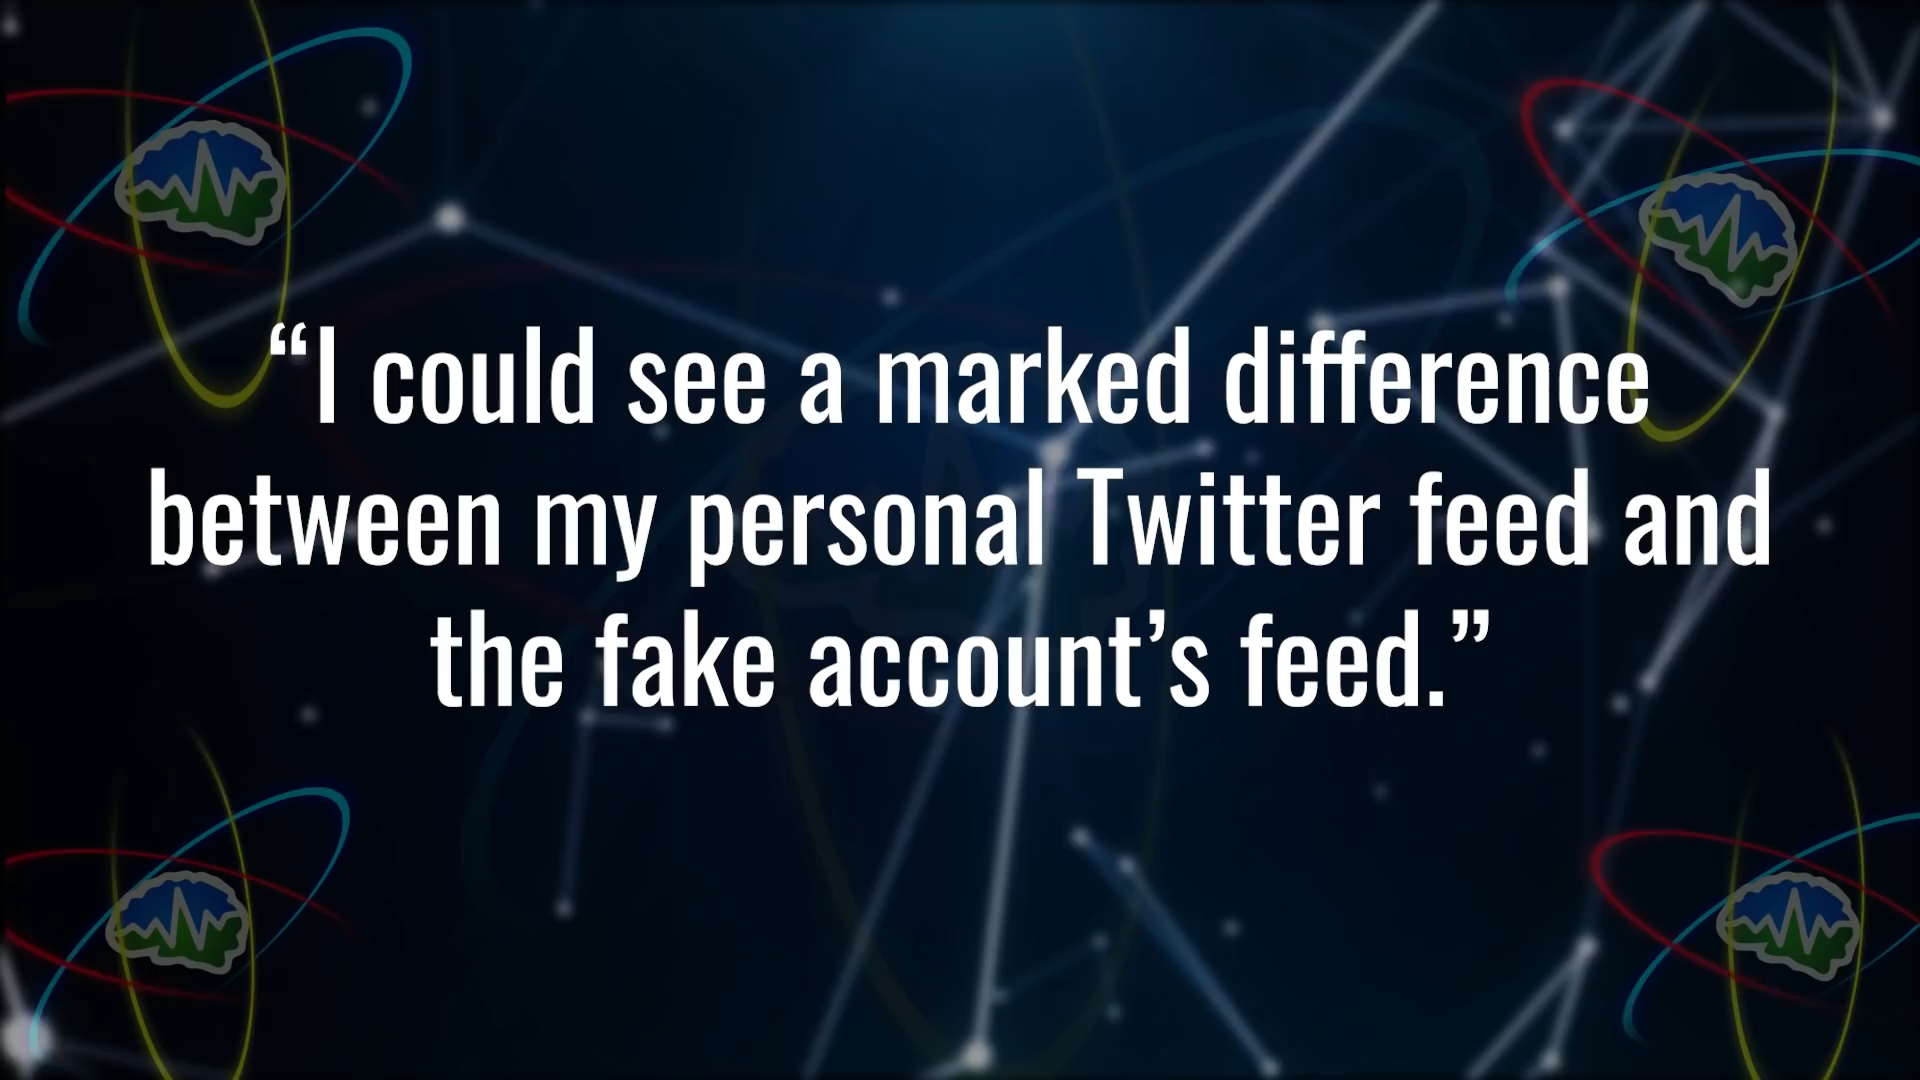 “I could see a marked difference
between my personal Twitter feed and
the fake account’s feed.”